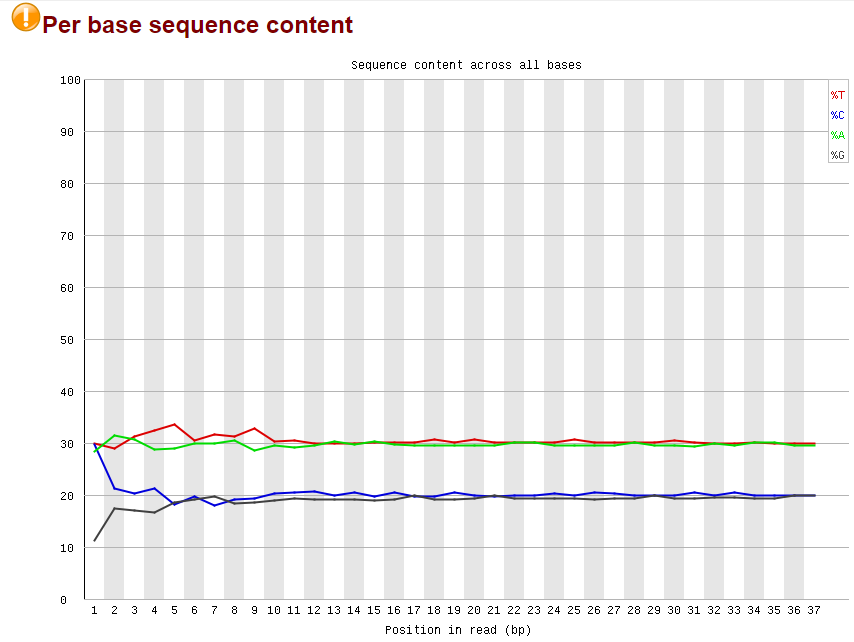 !
Per base sequence content
Sequence content across all bases
100
90
80
70
60
50
40
30
20
10
0
%T
%C
%A
%G
1 2 3 4 5 6 7 8 9 10 11 12 13 14 15 16 17 18 19 20 21 22 23 24 25 26 27 28 29 30 31 32 33 34 35 36 37
Position in read (bp)